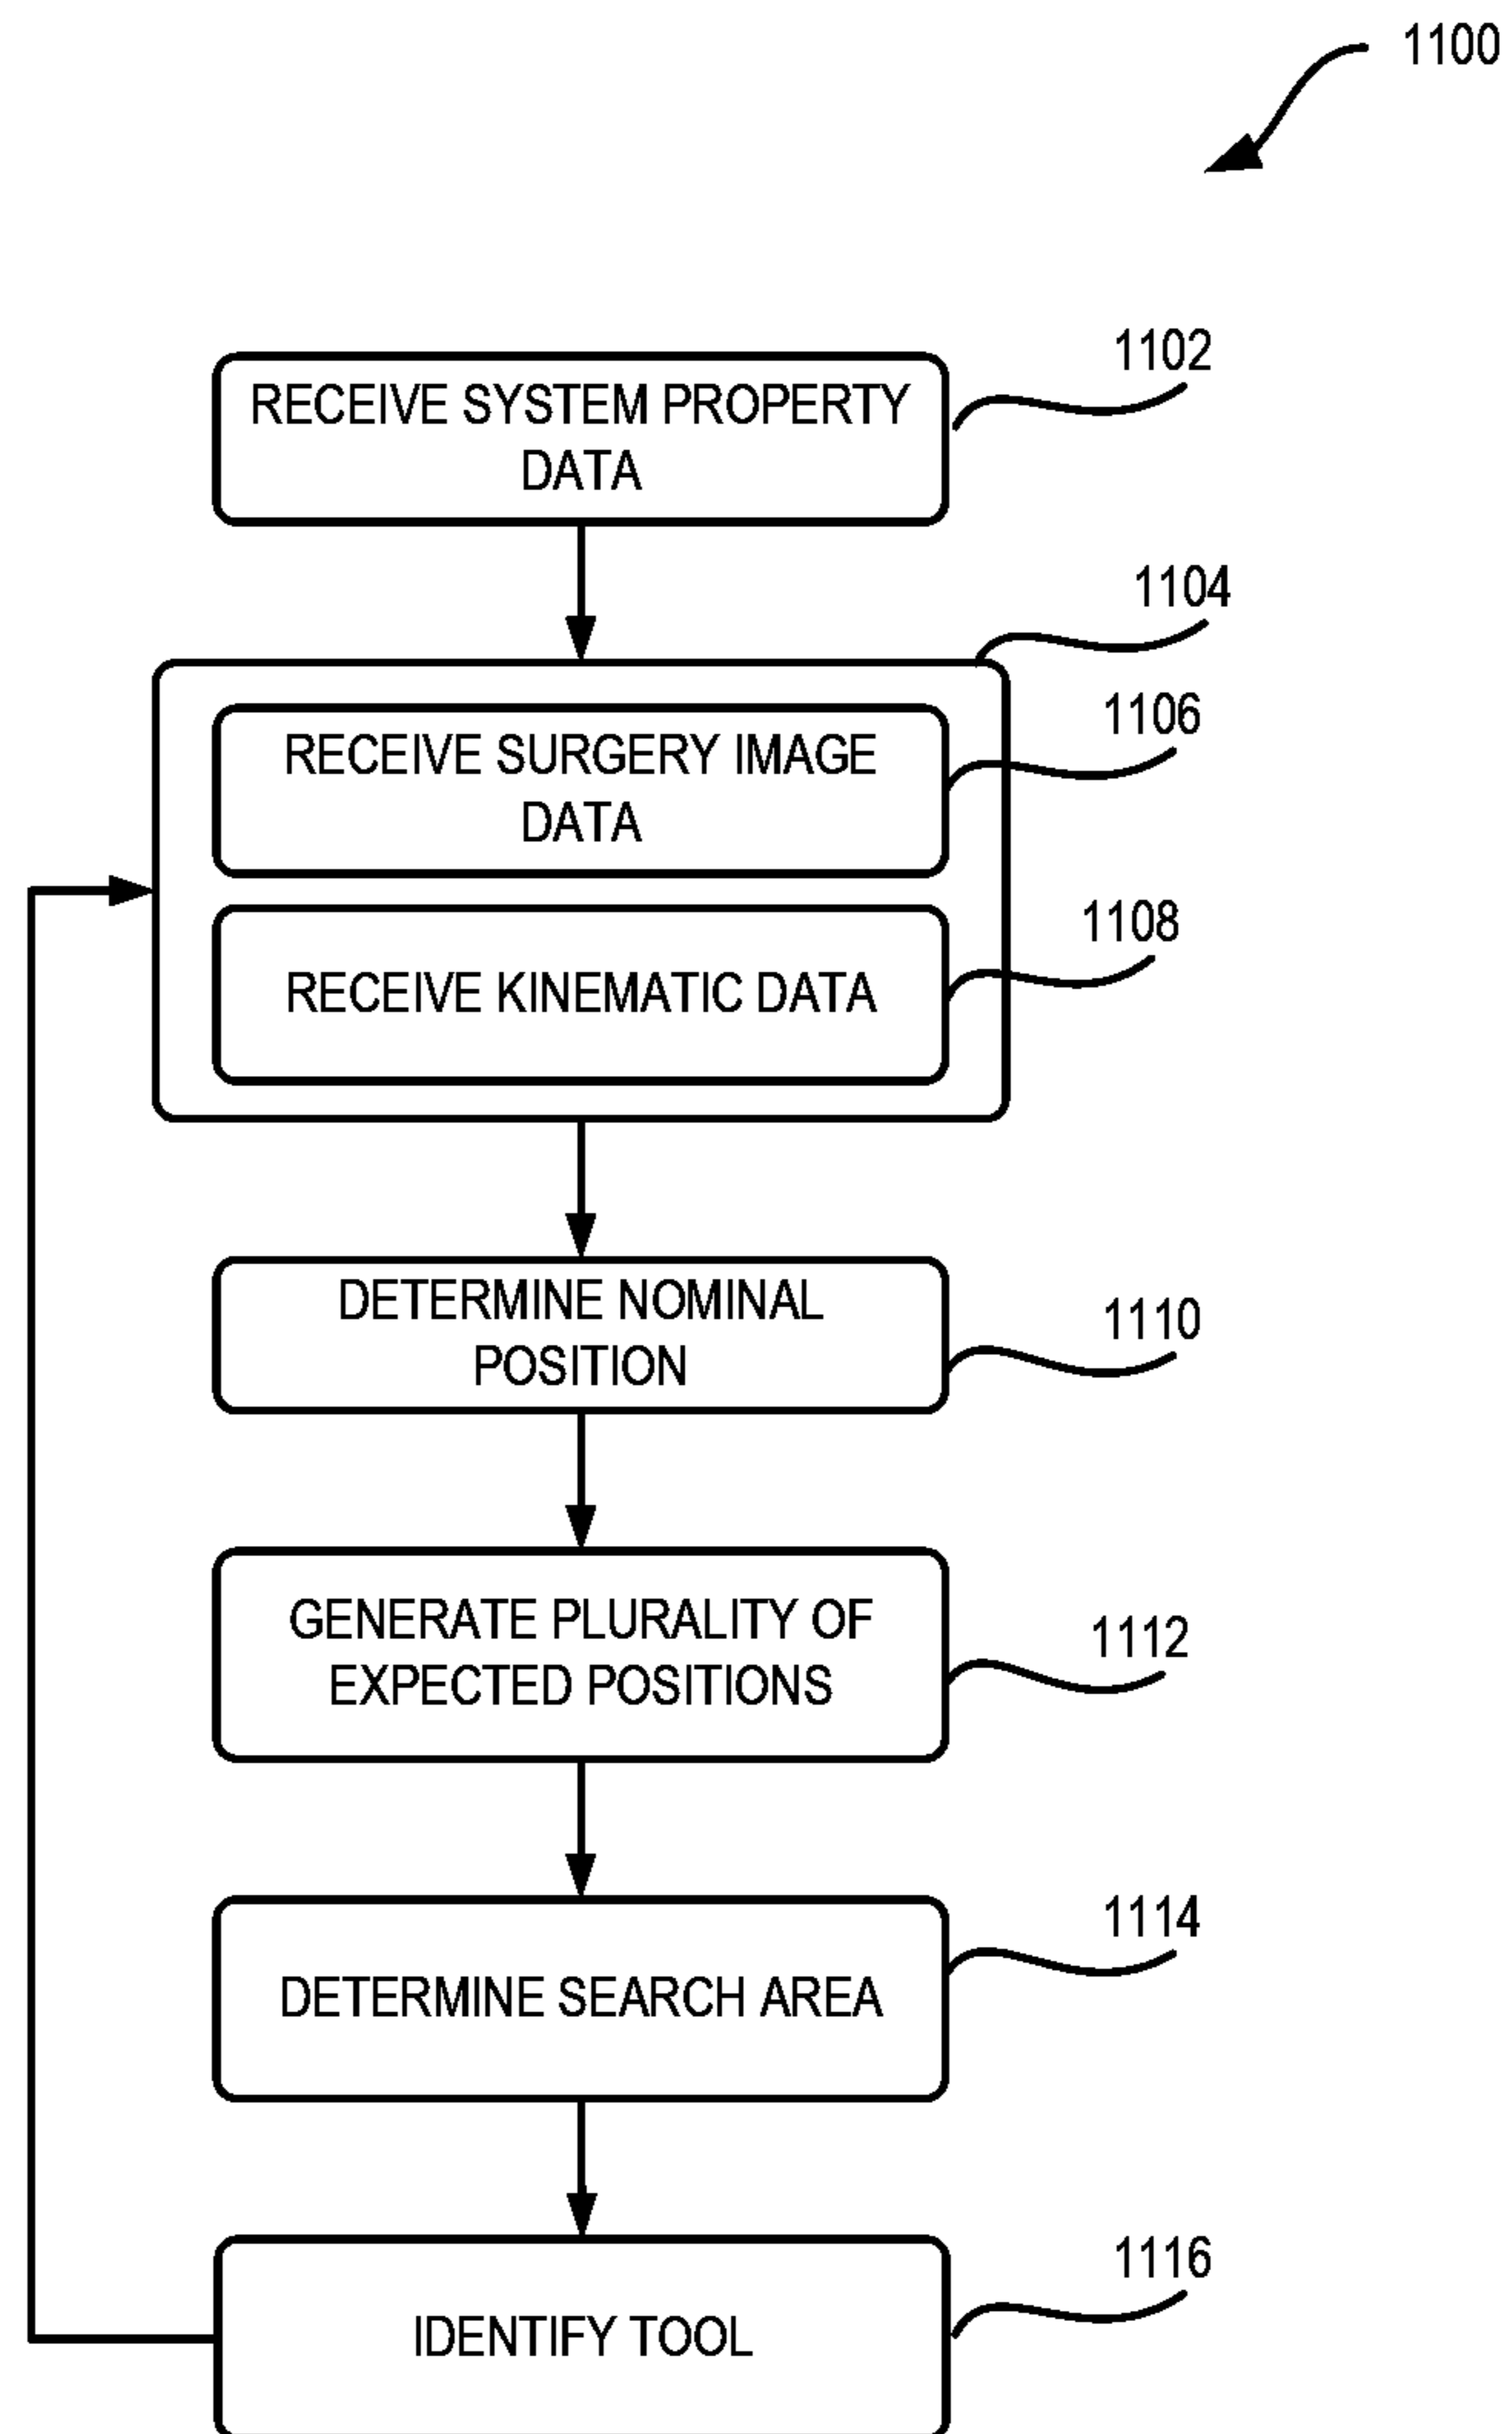 1100
1102
RECEIVE SYSTEM PROPERTY
DATA
1104
1106
RECEIVE SURGERY IMAGE
DATA
1108
RECEIVE KINEMATIC DATA
DETERMINE NOMINAL
POSITION
1110
GENERATE PLURALITY OF
EXPECTED POSITIONS
1112
1114
DETERMINE SEARCH AREA
1116
IDENTIFY TOOL